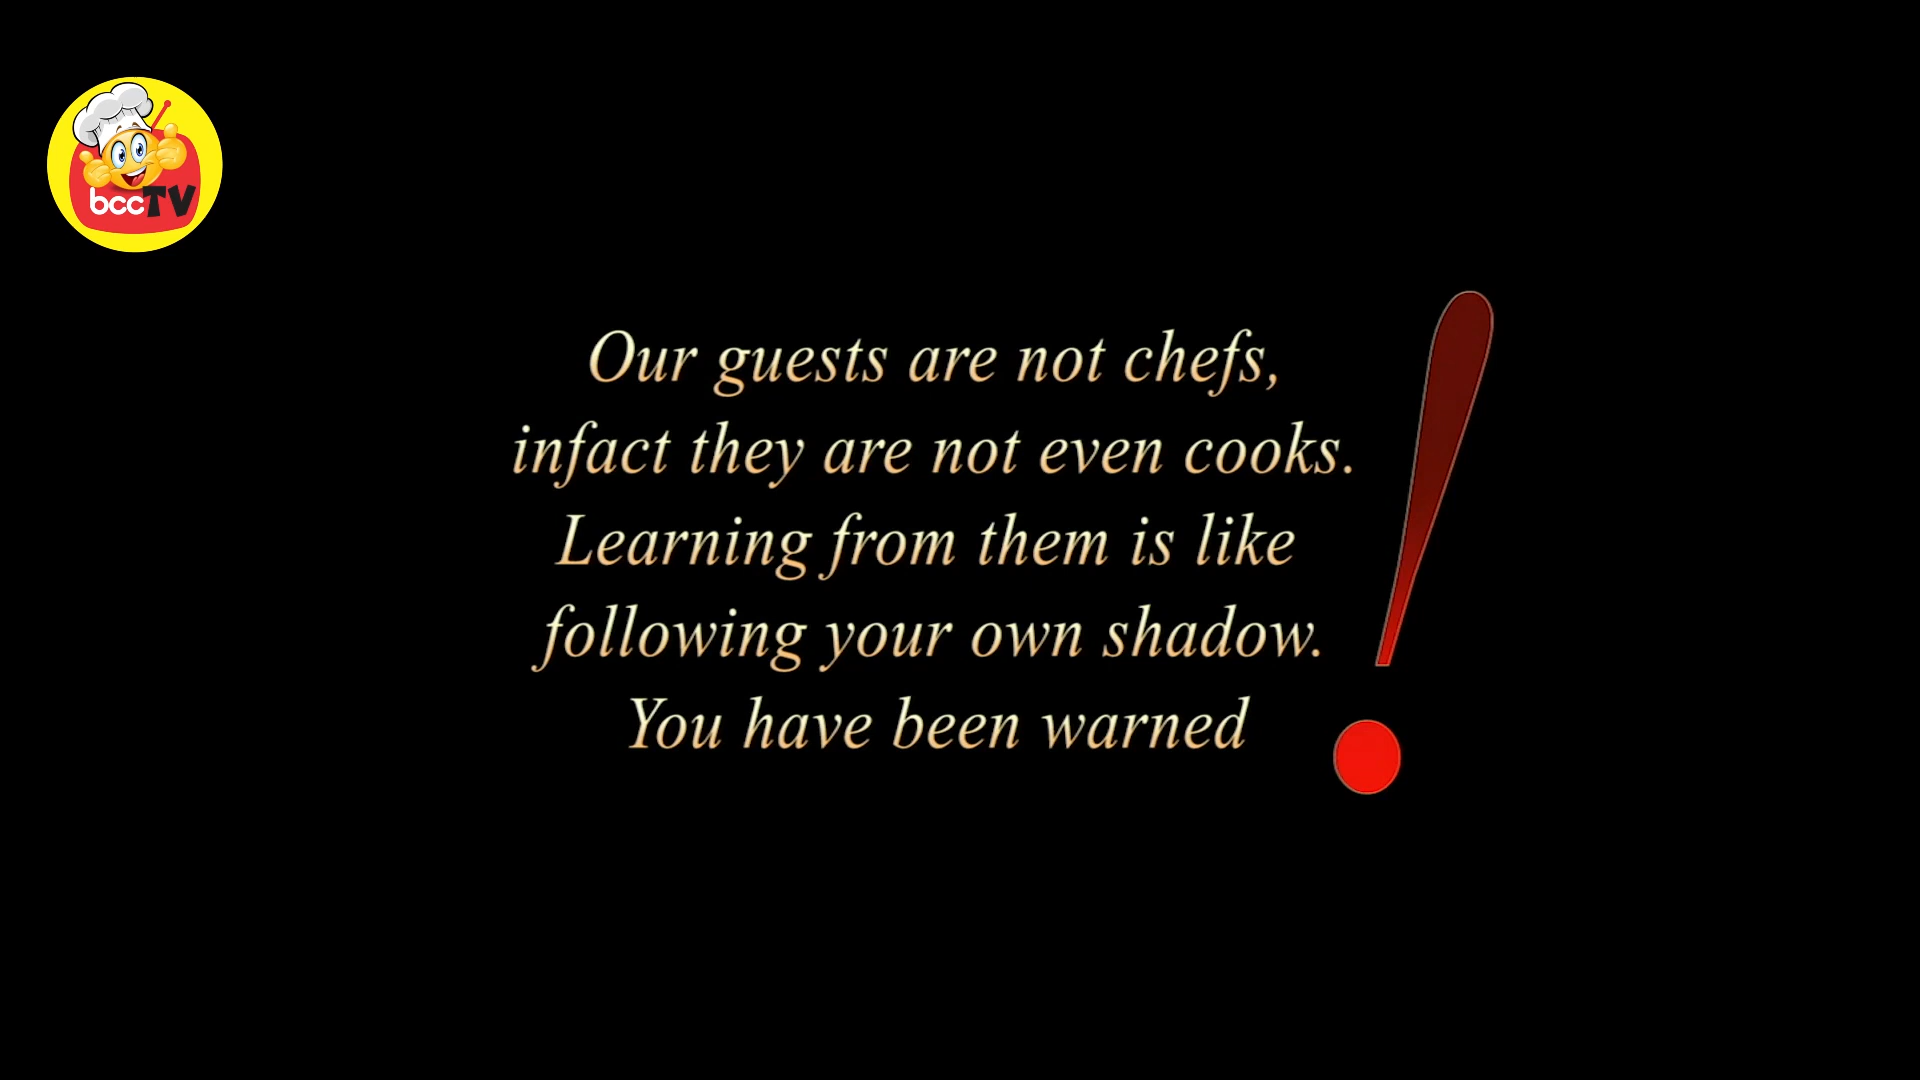 bccTV
Our guests are not chefs,
infact they are not even cooks.
Learning from them is like
following your own shadow.
You have been warned!